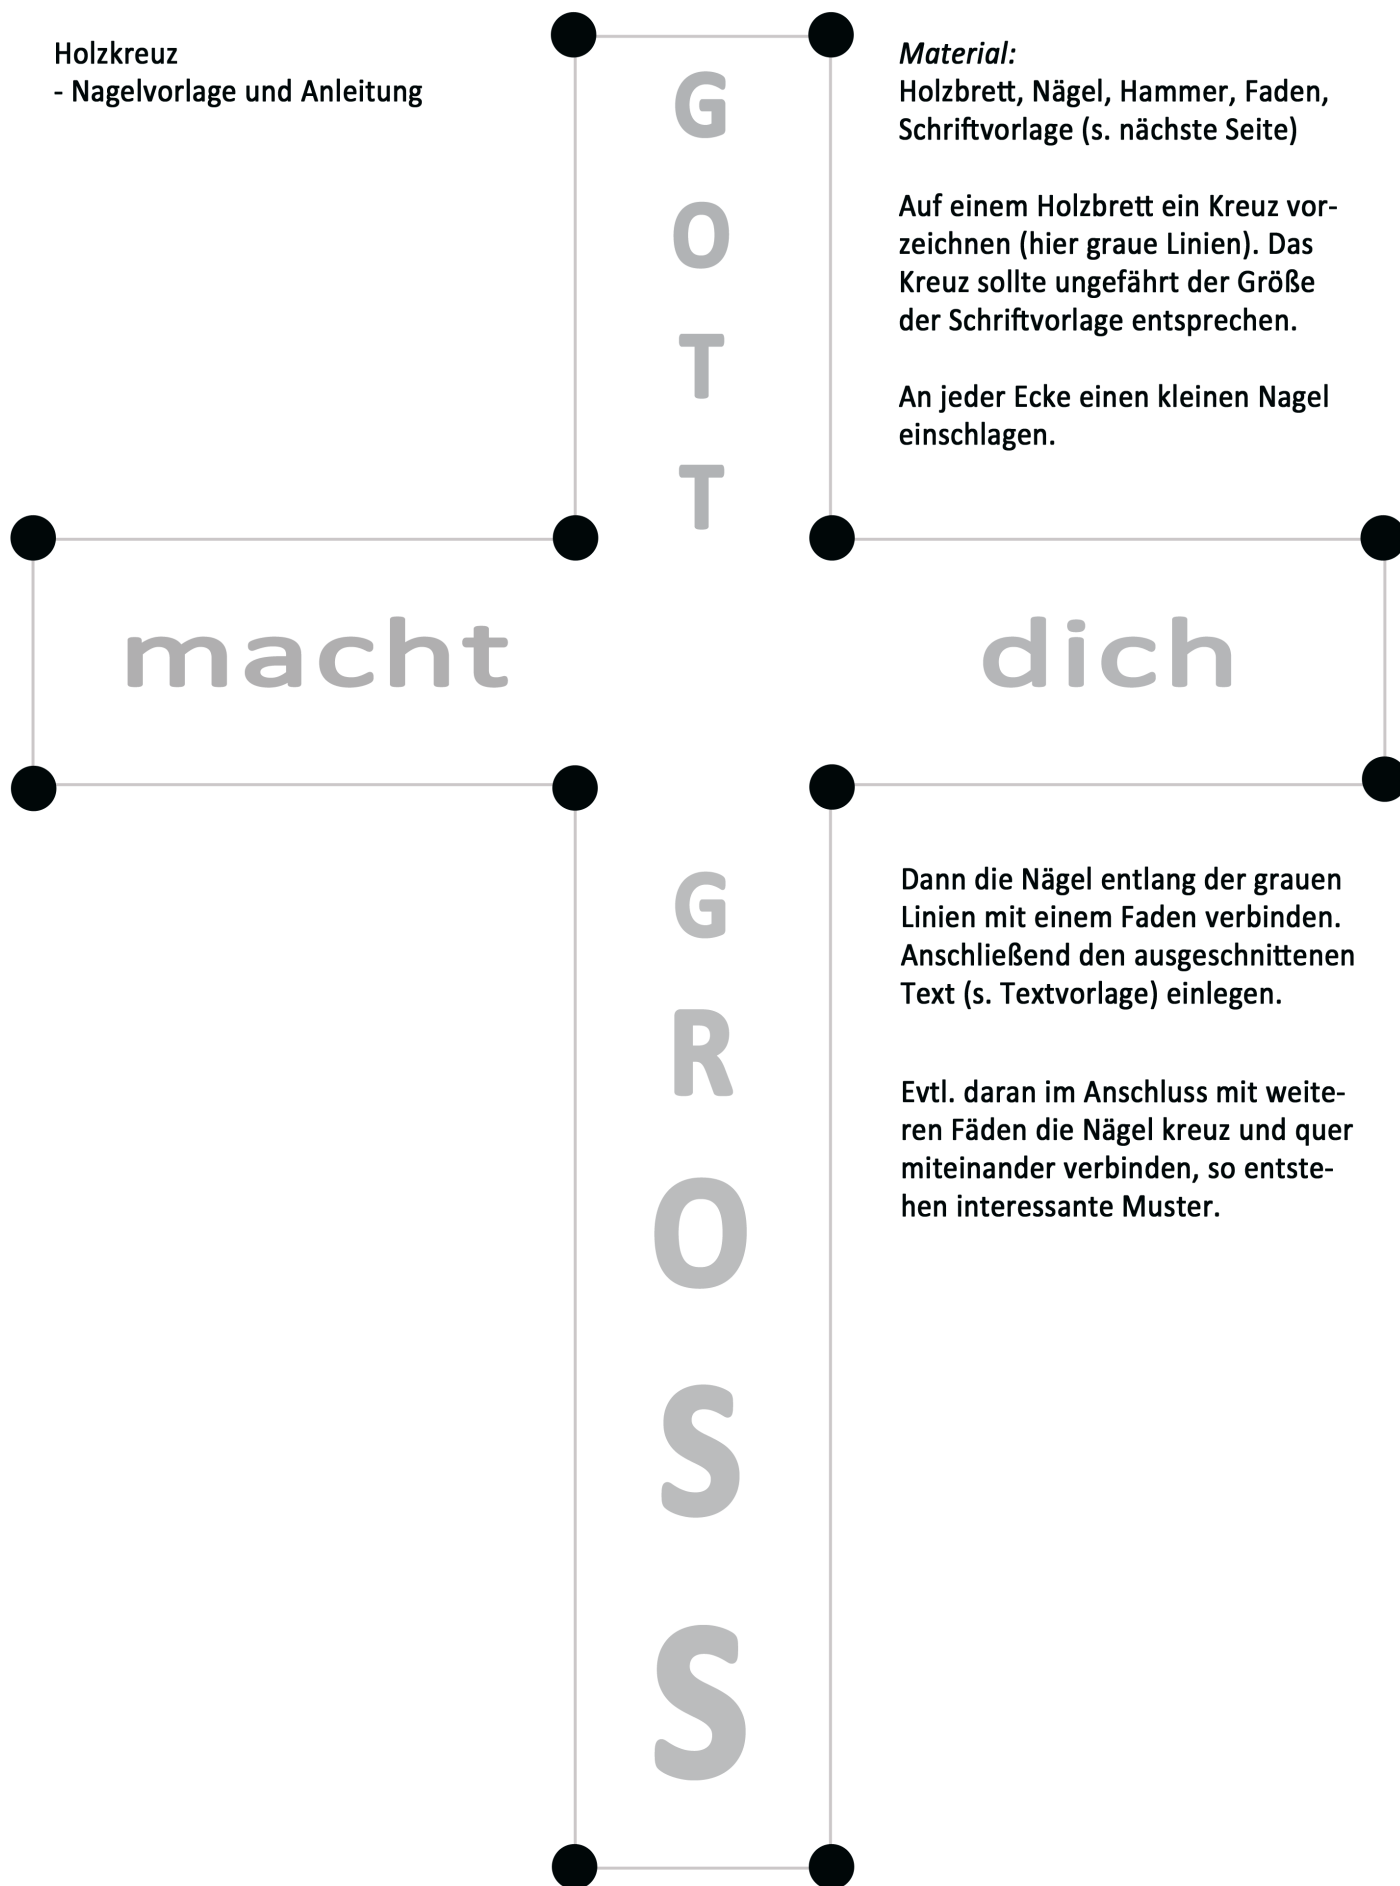 Holzkreuz
- Nagelvorlage und Anleitung
Material:
Holzbrett, Nägel, Hammer, Faden,
Schriftvorlage (s. nächste Seite)
Auf einem Holzbrett ein Kreuz vor-
zeichnen (hier graue Linien). Das
Kreuz sollte ungefährt der Größe
der Schriftvorlage entsprechen.
An jeder Ecke einen kleinen Nagel
einschlagen.
G
O
T
T
macht dich
G
R
O
S
S
Dann die Nägel entlang der grauen
Linien mit einem Faden verbinden.
Anschließend den ausgeschnittenen
Text (s. Textvorlage) einlegen.
Evtl. daran im Anschluss mit weite-
ren Fäden die Nägel kreuz und quer
miteinander verbinden, so entste-
hen interessante Muster.